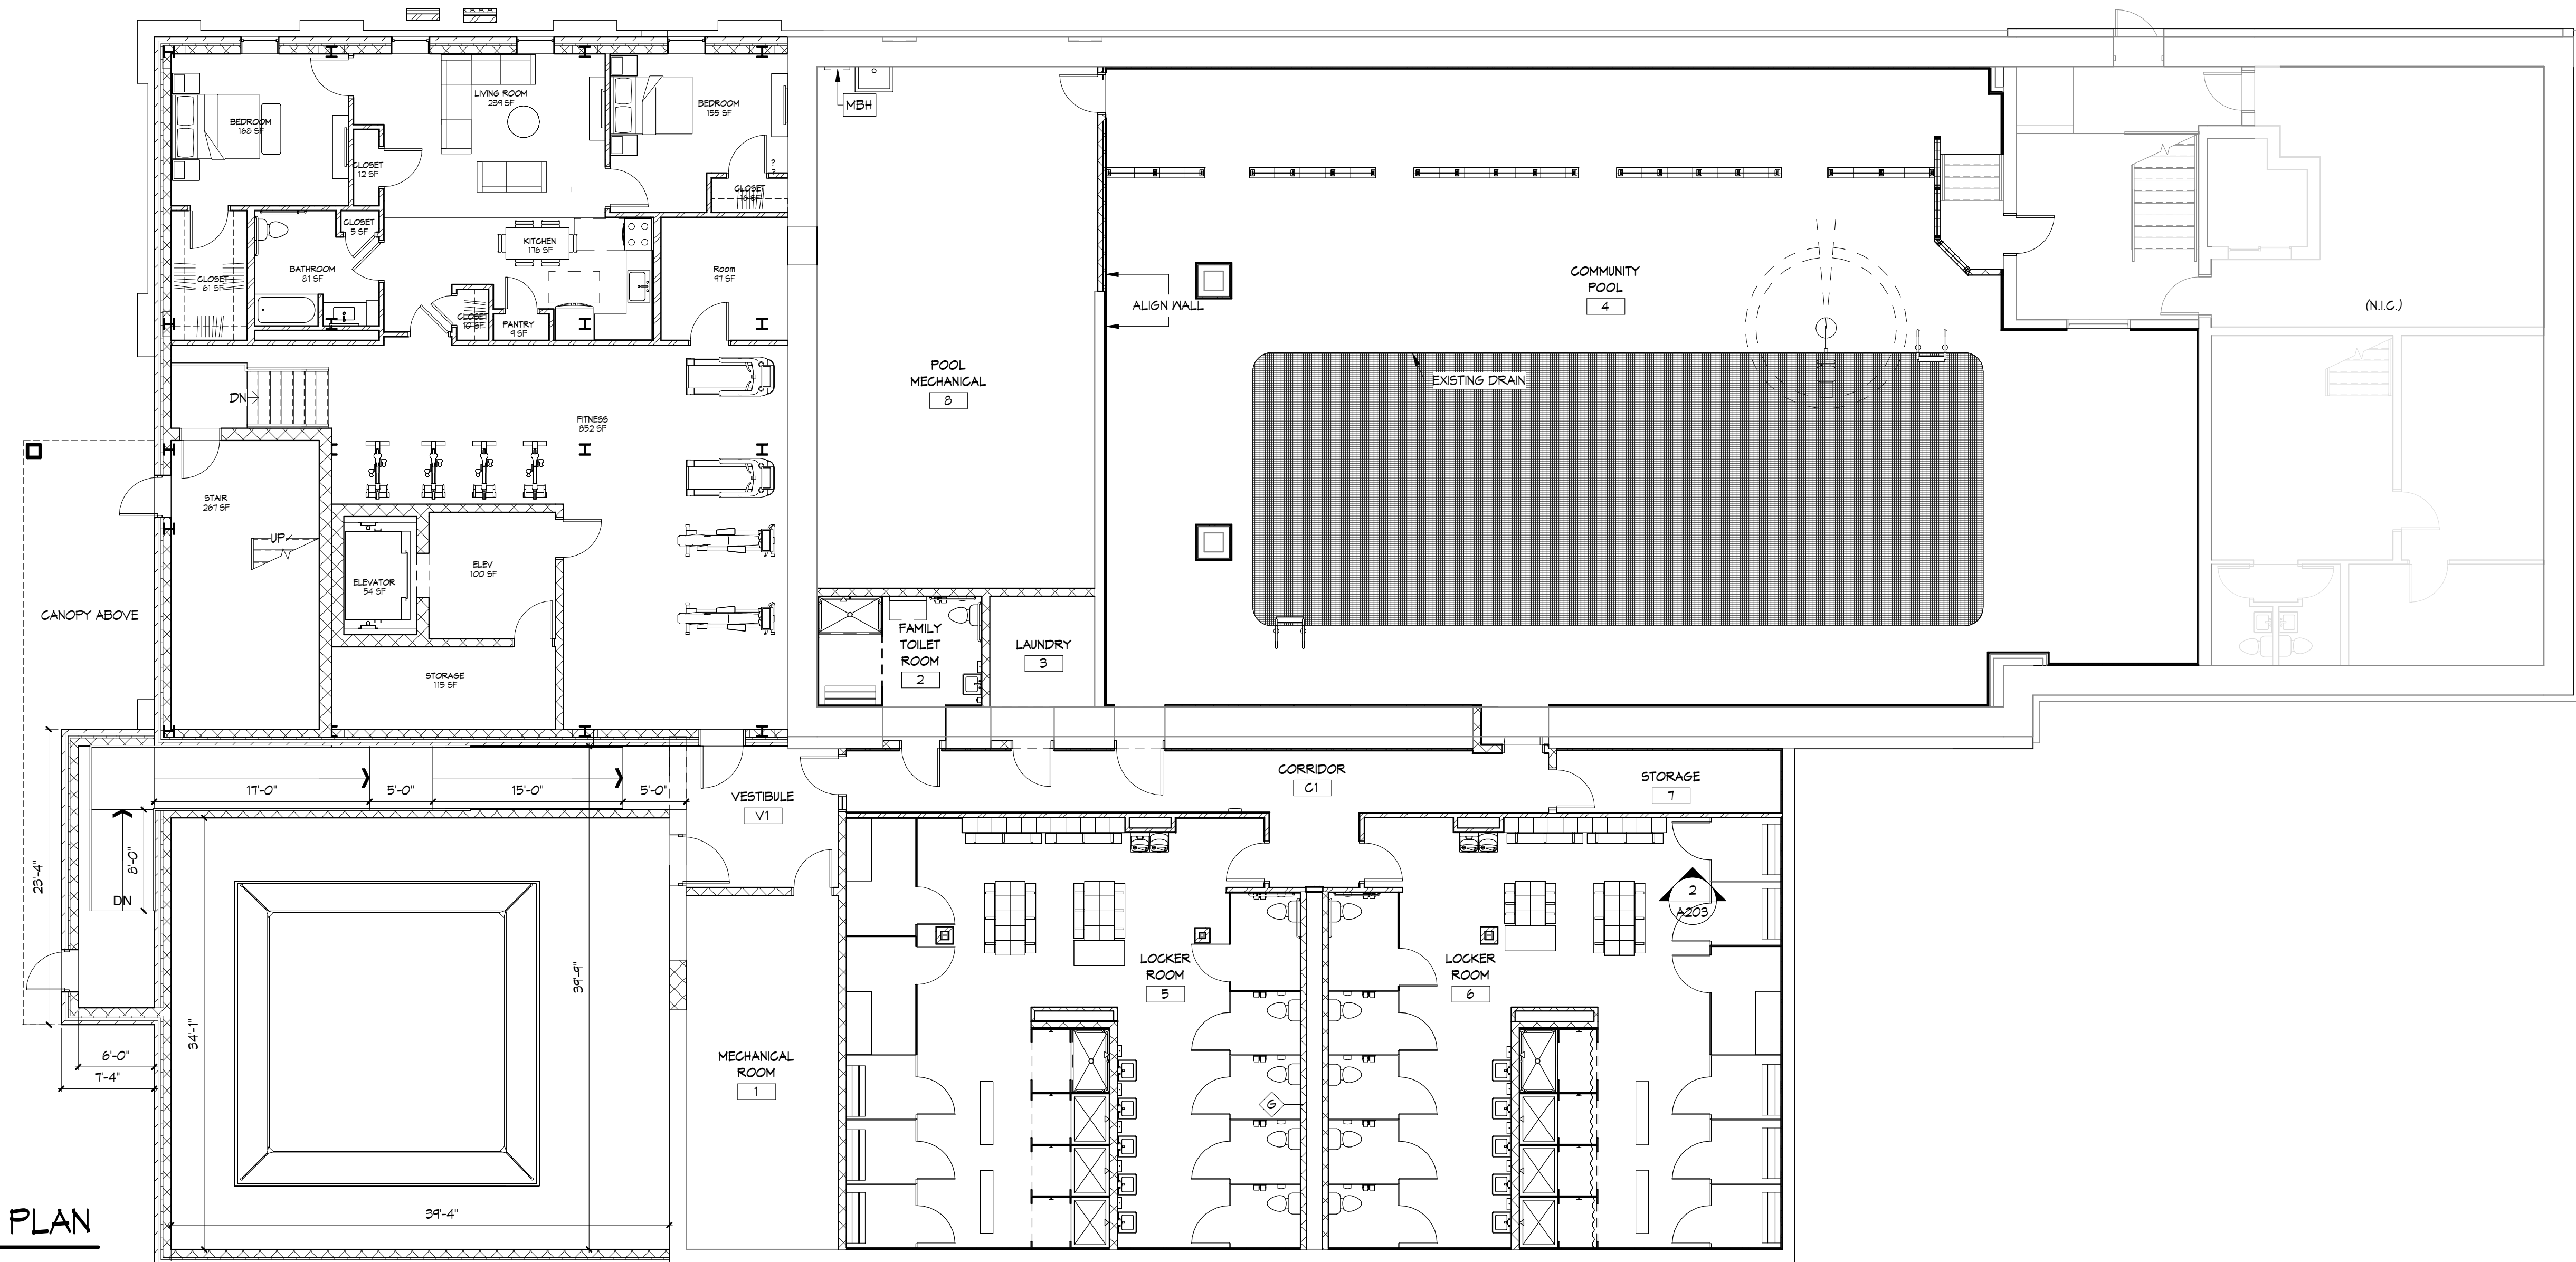 MBH
LIVING ROOM
239 SF
BEDROOM
155 SF
BEDROOM
188 SF
CLOSET
12 SF
?
?
CLOSET
16 SF
CLOSET
5 SF
KITCHEN
176 SF
BATHROOM
81 SF
CLOSET
61 SF
Room
97 SF
CLOSET
10 SF
PANTRY
9 SF
COMMUNITY
POOL
4
ALIGN WALL
(N.I.C.)
POOL
MECHANICAL
8
EXISTING DRAIN
DN
FITNESS
852 SF
STAIR
267 SF
UP
ELEV
100 SF
ELEVATOR
54 SF
CANOPY ABOVE
FAMILY
TOILET
ROOM
2
LAUNDRY
3
STORAGE
115 SF
17'-0"
5'-0"
15'-0"
5'-0"
VESTIBULE
V1
CORRIDOR
C1
STORAGE
7
23'-4"
8'-0"
DN
2
A203
39'-9"
LOCKER
ROOM
5
LOCKER
ROOM
6
34'-1"
6'-0"
7'-4"
MECHANICAL
ROOM
1
G
39'-4"
PLAN